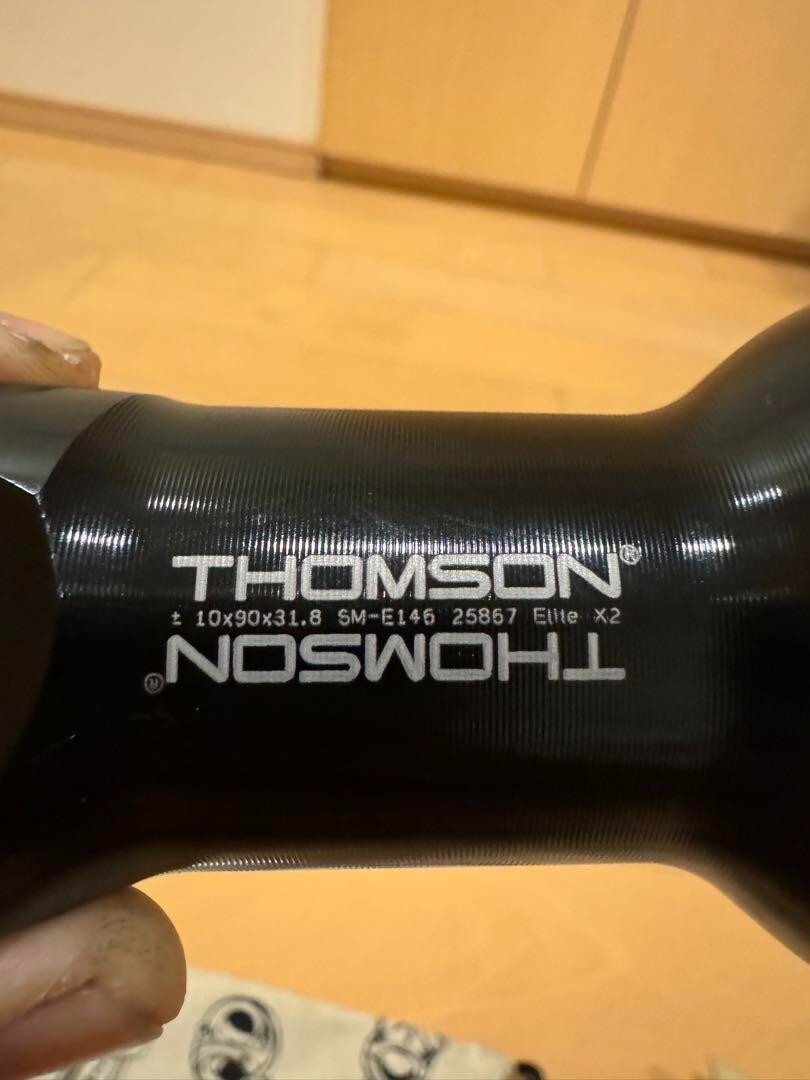 THOMSON®
± 10x90x31.8 SM-E146 25867 Elite X2
THOMSON®